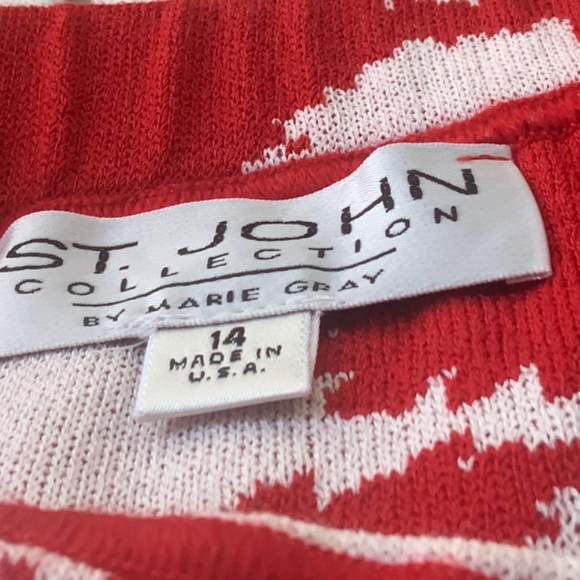 ST. JOHN
COLLECTION
BY MARIE GRAY
14
MADE IN
U.S.A.